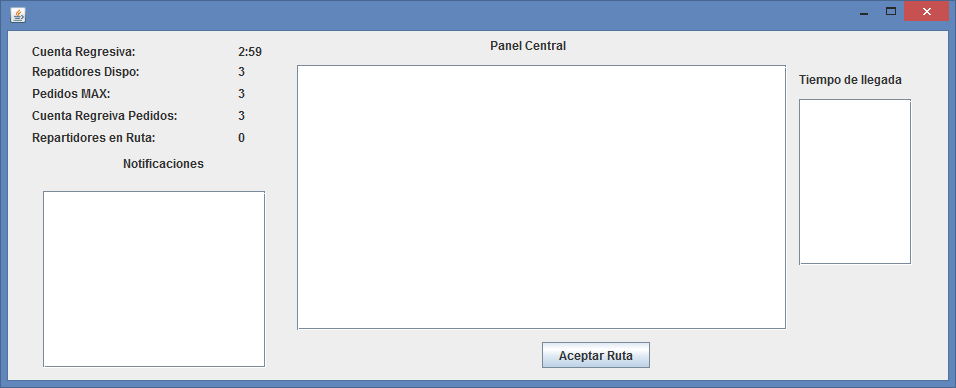 Cuenta Regresiva: 2:59
Repatidores Dispo: 3
Pedidos MAX: 3
Cuenta Regreiva Pedidos: 3
Repartidores en Ruta: 0
Notificaciones
Panel Central
Aceptar Ruta
Tiempo de llegada